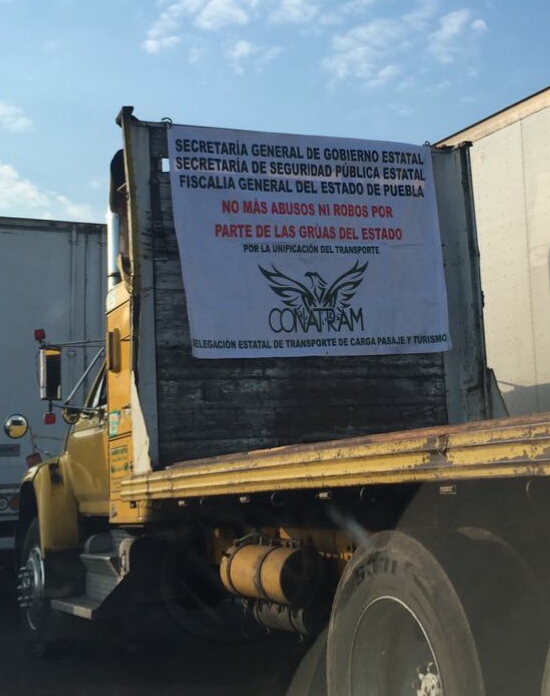 SECRETARÍA GENERAL DE GOBIERNO ESTATAL
SECRETARÍA DE SEGURIDAD PÚBLICA ESTATAL
FISCALIA GENERAL DEL ESTADO DE PUEBLA
NO MÁS ABUSOS NI ROBOS POR
PARTE DE LAS GRÚAS DEL ESTADO
POR LA UNIFICACIÓN DEL TRANSPORTE
CONATRAM
DELEGACIÓN ESTATAL DE TRANSPORTE DE CARGA PASAJE Y TURISMO